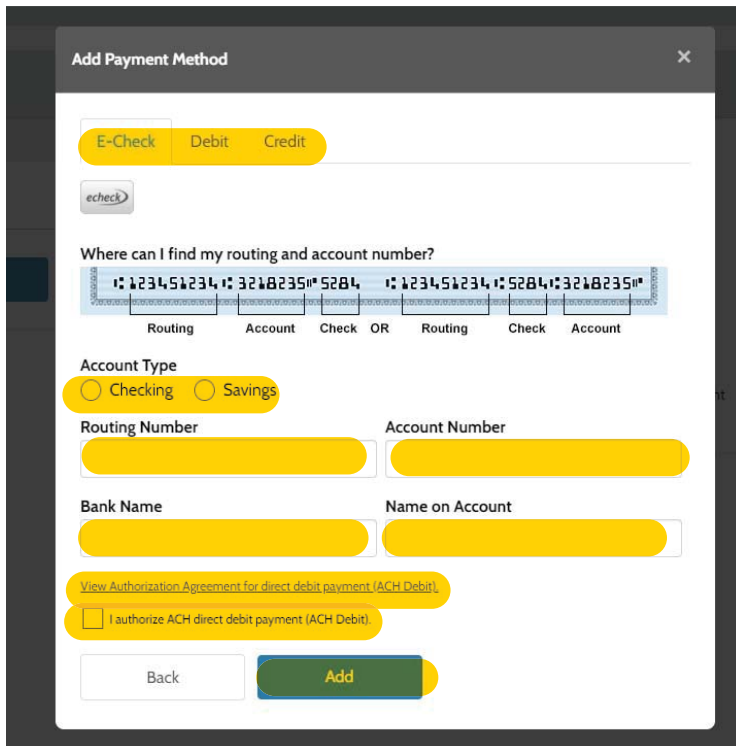 Add Payment Method ×
E-Check Debit Credit
echeck
Where can I find my routing and account number?
⑆123451234⑆ 3218235⑈ 5284 ⑆123451234⑆5284⑆3218235⑈
Routing Account Check OR Routing Check Account
Account Type
Checking Savings
Routing Number Account Number
Bank Name Name on Account
View Authorization Agreement for direct debit payment (ACH Debit).
I authorize ACH direct debit payment (ACH Debit).
Back Add